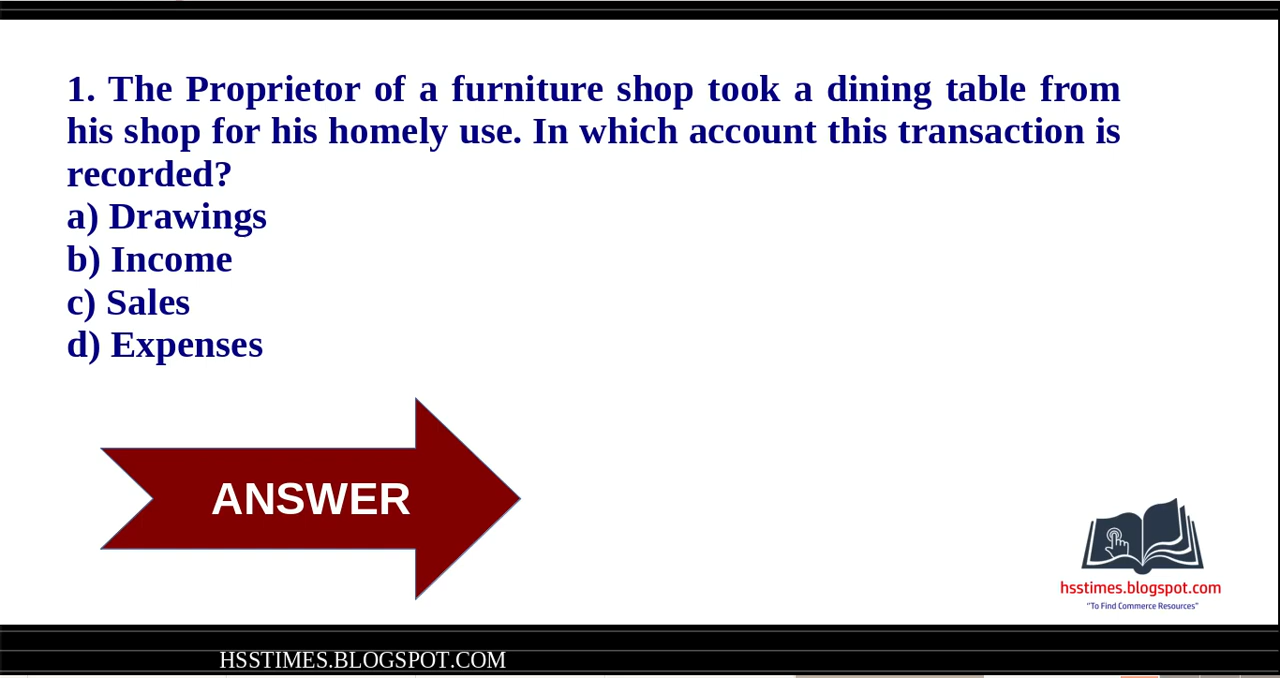 1. The Proprietor of a furniture shop took a dining table from
his shop for his homely use. In which account this transaction is
recorded?
a) Drawings
b) Income
c) Sales
d) Expenses
ANSWER
hsstimes.blogspot.com
"To Find Commerce Resources"
HSSTIMES.BLOGSPOT.COM